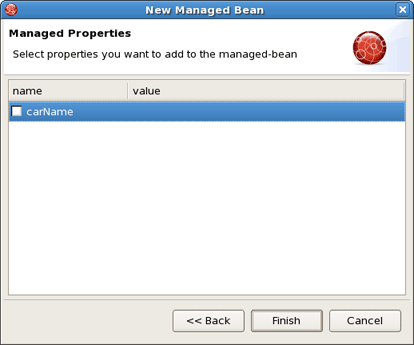 New Managed Bean
Managed Properties
Select properties you want to add to the managed-bean
name value
carName
<< Back Finish Cancel